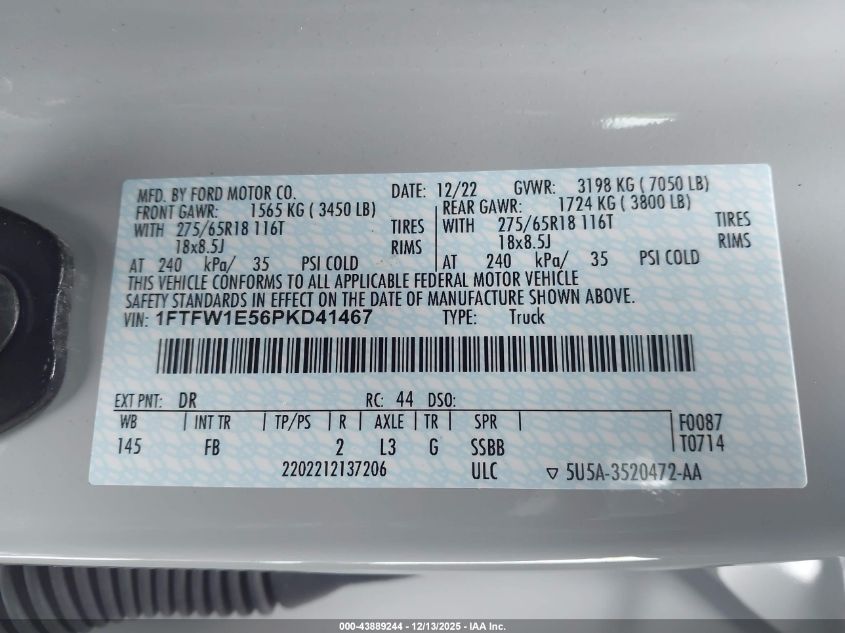 MFD. BY FORD MOTOR CO. DATE: 12/22 GVWR: 3198 KG ( 7050 LB)
FRONT GAWR: 1565 KG ( 3450 LB) REAR GAWR: 1724 KG ( 3800 LB)
WITH 275/65R18 116T TIRES WITH 275/65R18 116T TIRES
18x8.5J RIMS 18x8.5J RIMS
AT 240 kPa/ 35 PSI COLD AT 240 kPa/ 35 PSI COLD
THIS VEHICLE CONFORMS TO ALL APPLICABLE FEDERAL MOTOR VEHICLE
SAFETY STANDARDS IN EFFECT ON THE DATE OF MANUFACTURE SHOWN ABOVE.
VIN: 1FTFW1E56PKD41467 TYPE: Truck
EXT PNT: DR RC: 44 DSO:
WB INT TR TP/PS R AXLE TR SPR F0087
145 FB 2 L3 G SSBB T0714
2202212137206 ULC ▽ 5U5A-3520472-AA
000-43889244 - 12/13/2025 - IAA Inc.